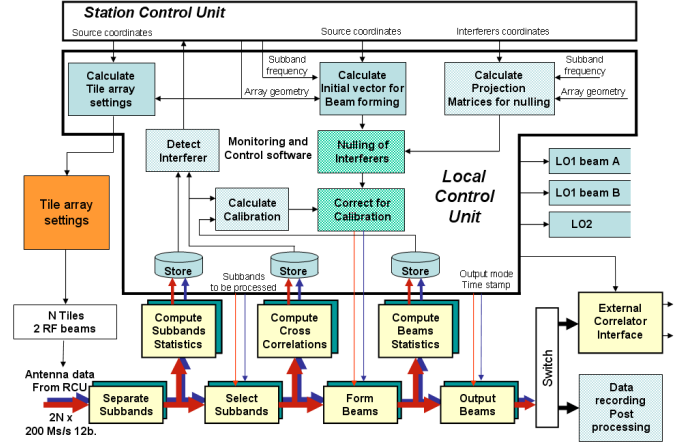 Station Control Unit
Source coordinates
Source coordinates
Interferers coordinates
Subband
frequency
Subband
frequency
Calculate
Tile array
settings
Array geometry
Calculate
Initial vector for
Beam forming
Calculate
Projection
Matrices for nulling
Array geometry
Detect
Interferer
Monitoring and
Control software
Nulling of
Interferers
Local
Control
Unit
LO1 beam A
LO1 beam B
LO2
Tile array
settings
Calculate
Calibration
Correct for
Calibration
Store
Subbands
to be processed
Store
Store
Output mode
Time stamp
N Tiles
2 RF beams
Compute
Subbands
Statistics
Compute
Cross
Correlations
Compute
Beams
Statistics
Switch
External
Correlator
Interface
Antenna data
From RCU
Separate
Subbands
Select
Subbands
Form
Beams
Output
Beams
Data
recording
Post
processing
2N x
200 Ms/s 12b.